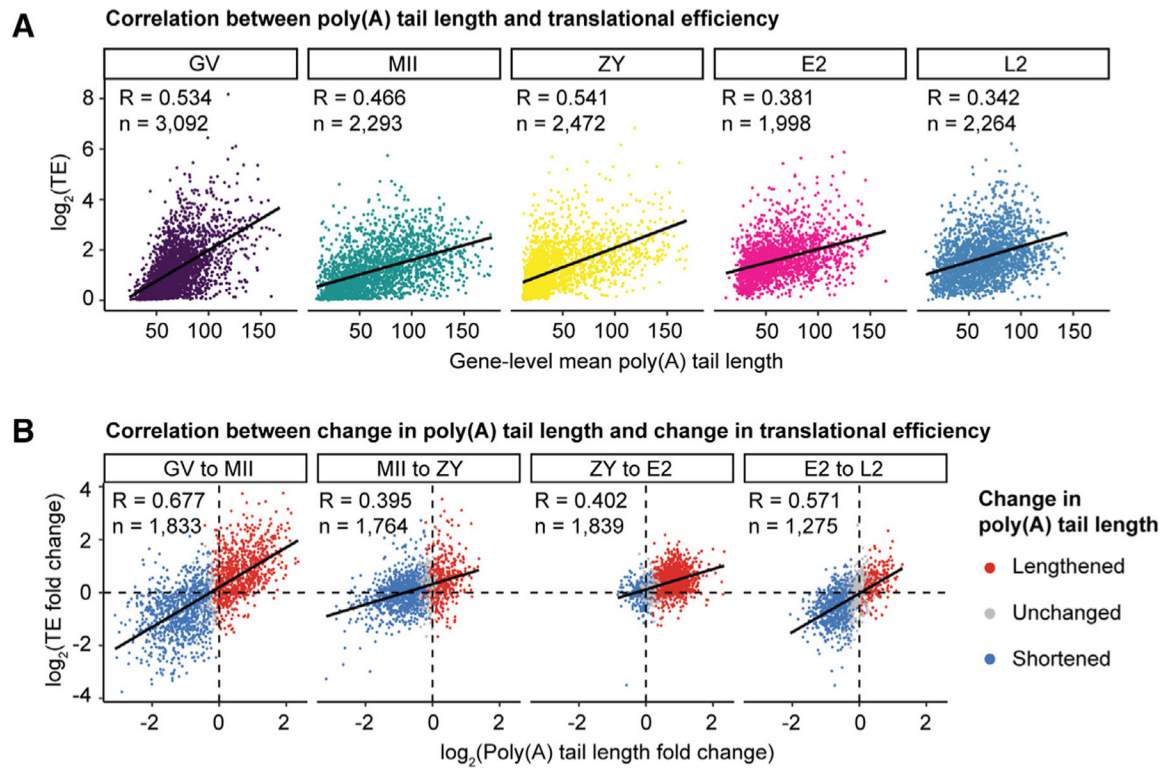 A
Correlation between poly(A) tail length and translational efficiency
GV MII ZY E2 L2
R = 0.534 R = 0.466 R = 0.541 R = 0.381 R = 0.342
n = 3,092 n = 2,293 n = 2,472 n = 1,998 n = 2,264
log2(TE)
8
6
4
2
0
50 100 150 50 100 150 50 100 150 50 100 150 50 100 150
Gene-level mean poly(A) tail length
B
Correlation between change in poly(A) tail length and change in translational efficiency
GV to MII MII to ZY ZY to E2 E2 to L2
R = 0.677 R = 0.395 R = 0.402 R = 0.571
n = 1,833 n = 1,764 n = 1,839 n = 1,275
log2(TE fold change)
4
2
0
-2
-4
-2 0 2 -2 0 2 -2 0 2 -2 0 2
log2(Poly(A) tail length fold change)
Change in
poly(A) tail length
Lengthened
Unchanged
Shortened